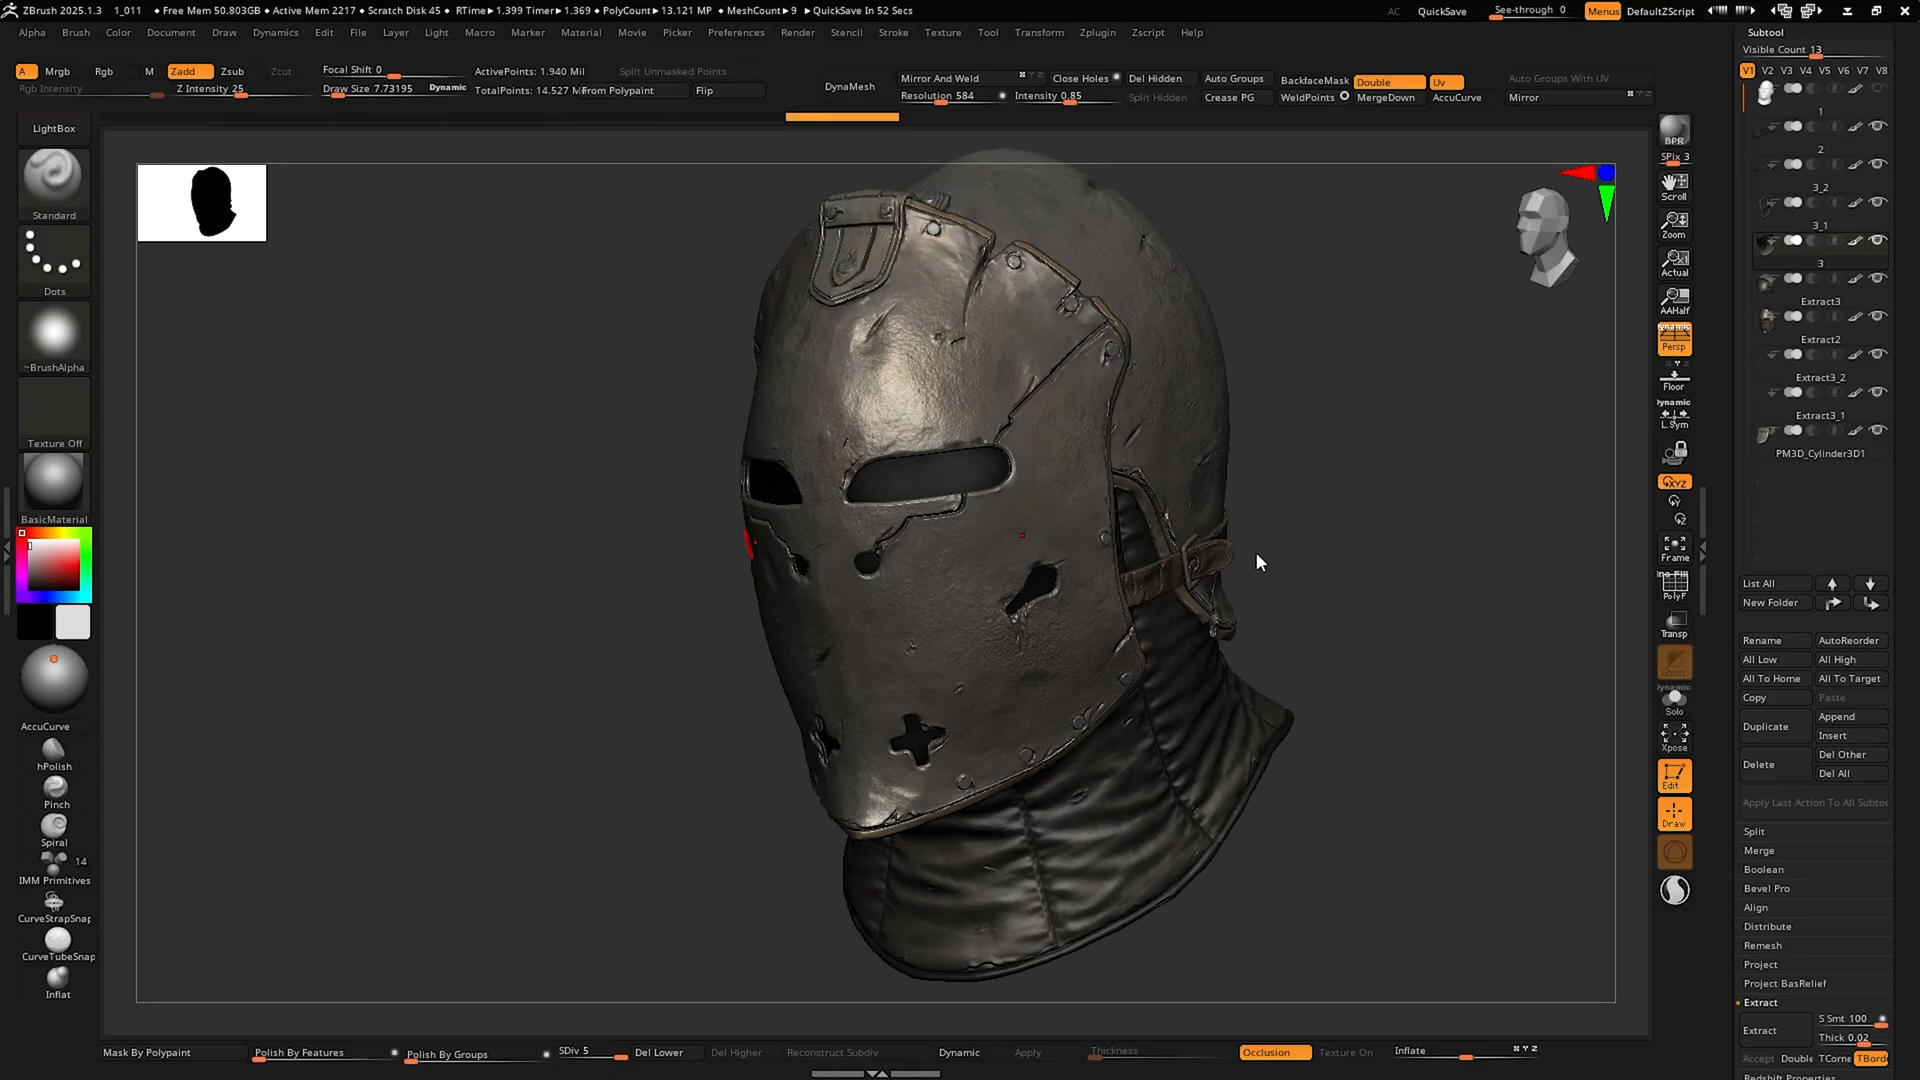 ZBrush 2025.1.3 1_011 • Free Mem 50.803GB • Active Mem 2217 • Scratch Disk 45 • RTime▸1.399 Timer▸1.369 • PolyCount▸13.121 MP • MeshCount▸9 ▸QuickSave In 52 Secs AC QuickSave See-through 0 Menus DefaultZScript
Alpha Brush Color Document Draw Dynamics Edit File Layer Light Macro Marker Material Movie Picker Preferences Render Stencil Stroke Texture Tool Transform Zplugin Zscript Help
A Mrgb Rgb M Zadd Zsub Zcut Focal Shift 0 ActivePoints: 1.940 Mil Split Unmasked Points
Rgb Intensity Z Intensity 25 Draw Size 7.73195 Dynamic TotalPoints: 14.527 Mi From Polypaint Flip
DynaMesh
Mirror And Weld Close Holes Del Hidden Auto Groups BackfaceMask Double Uv Auto Groups With UV
Resolution 584 Intensity 0.85 Split Hidden Crease PG WeldPoints MergeDown AccuCurve Mirror
LightBox
Standard
Dots
~BrushAlpha
Texture Off
BasicMaterial
AccuCurve
hPolish
Pinch
Spiral
14
IMM Primitives
CurveStrapSnap
CurveTubeSnap
Inflat
BPR
SPix 3
Scroll
Zoom
Actual
AAHalf
Dynamic
Persp
Floor
Dynamic
L.Sym
XYZ
Frame
PolyF
Transp
Ghost
Dynamic
Solo
Xpose
Edit
Draw
Subtool
Visible Count 13
V1 V2 V3 V4 V5 V6 V7 V8
1
2
3_2
3_1
3
Extract3
Extract2
Extract3_2
Extract3_1
PM3D_Cylinder3D1
List All
New Folder
Rename AutoReorder
All Low All High
All To Home All To Target
Copy Paste
Duplicate Append
Insert
Delete Del Other
Del All
Apply Last Action To All Subtoo
Split
Merge
Boolean
Bevel Pro
Align
Distribute
Remesh
Project
Project BasRelief
Extract
Extract S Smt 100
Thick 0.02
Accept Double TCorne TBorde
Redshift Properties
Mask By Polypaint Polish By Features Polish By Groups SDiv 5 Del Lower Del Higher Reconstruct Subdiv Dynamic Apply Thickness Occlusion Texture On Inflate X Y Z